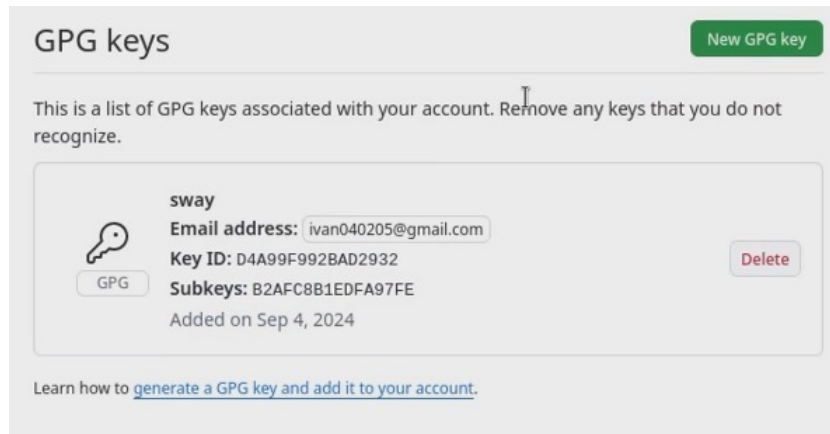 GPG keys
New GPG key
This is a list of GPG keys associated with your account. Remove any keys that you do not
recognize.
sway
Email address: ivan040205@gmail.com
Key ID: D4A99F992BAD2932
GPG
Subkeys: B2AFC8B1EDFA97FE
Added on Sep 4, 2024
Delete
Learn how to generate a GPG key and add it to your account.